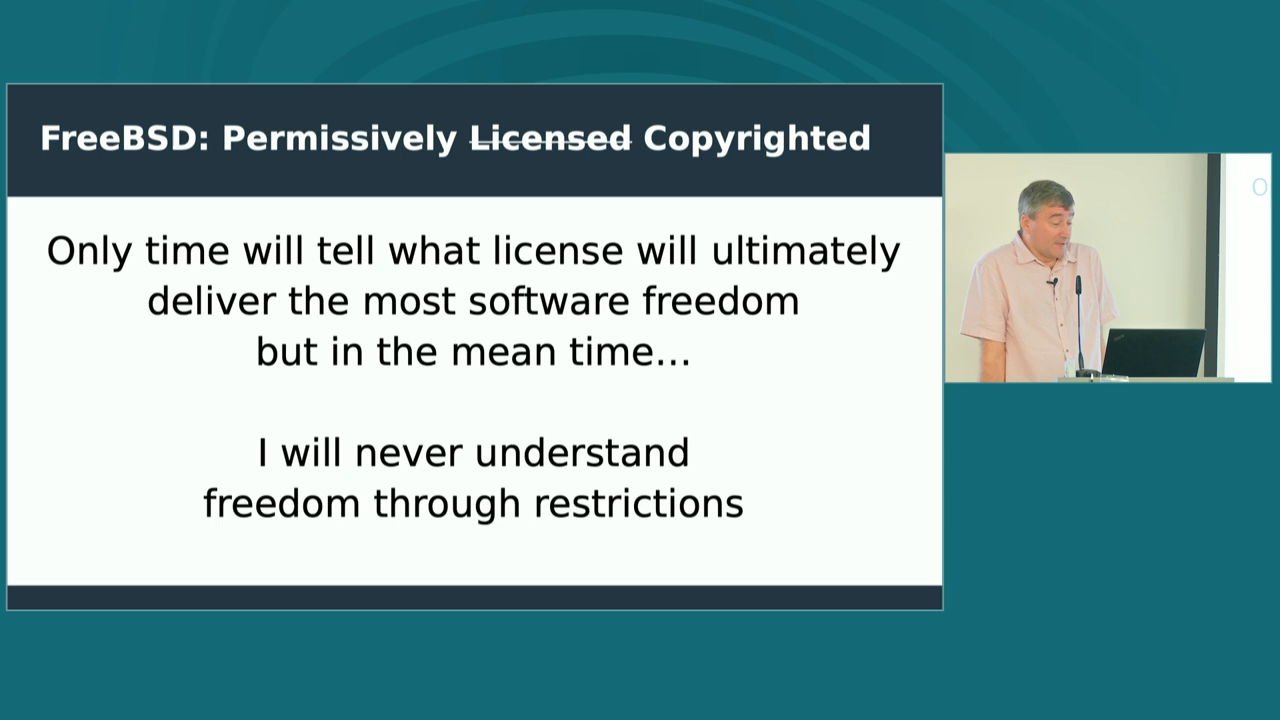 FreeBSD: Permissively Licensed Copyrighted
Only time will tell what license will ultimately
deliver the most software freedom
but in the mean time...
I will never understand
freedom through restrictions
O